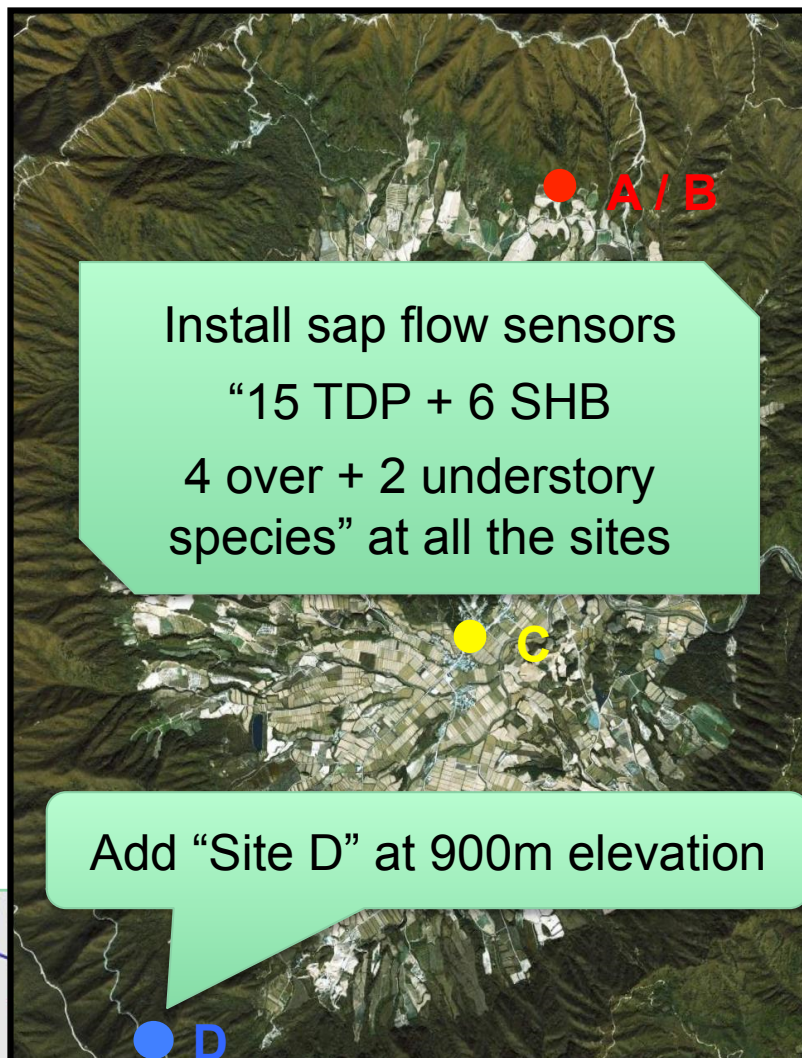 A / B
Install sap flow sensors
“15 TDP + 6 SHB
4 over + 2 understory
species” at all the sites
C
Add “Site D” at 900m elevation
D